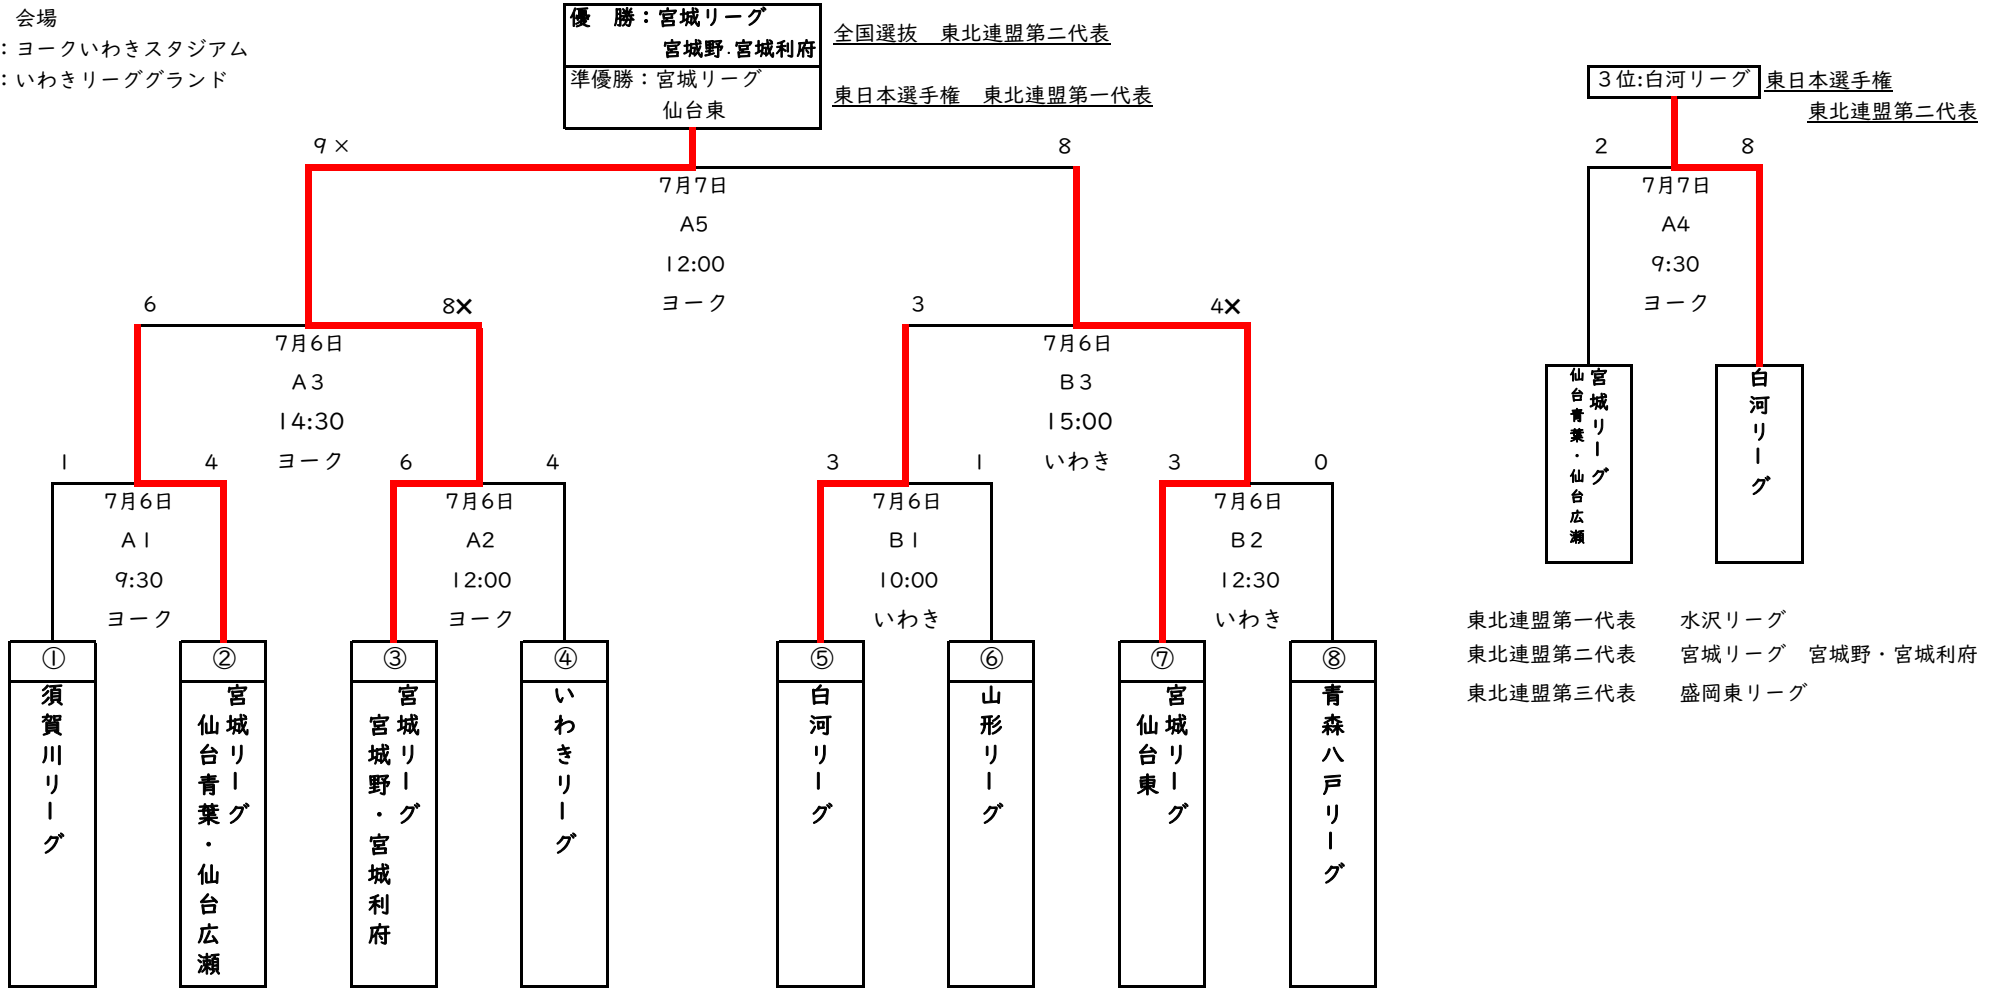 会場
：ヨークいわきスタジアム
：いわきリーググランド
優　勝：宮城リーグ
宮城野.宮城利府
準優勝：宮城リーグ
仙台東
全国選抜　東北連盟第二代表
東日本選手権　東北連盟第一代表
3位:白河リーグ
東日本選手権
東北連盟第二代表
9×
8
7月7日
A5
12:00
ヨーク
2
8
7月7日
A4
9:30
ヨーク
宮城リーグ
仙台青葉・仙台広瀬
白河リーグ
6
8×
7月6日
A3
14:30
ヨーク
3
4×
7月6日
B3
15:00
いわき
1
4
7月6日
A1
9:30
ヨーク
6
4
7月6日
A2
12:00
ヨーク
3
1
7月6日
B1
10:00
いわき
3
0
7月6日
B2
12:30
いわき
①
須賀川リーグ
②
宮城リーグ
仙台青葉・仙台広瀬
③
宮城リーグ
宮城野・宮城利府
④
いわきリーグ
⑤
白河リーグ
⑥
山形リーグ
⑦
宮城リーグ
仙台東
⑧
青森八戸リーグ
東北連盟第一代表　水沢リーグ
東北連盟第二代表　宮城リーグ　宮城野・宮城利府
東北連盟第三代表　盛岡東リーグ